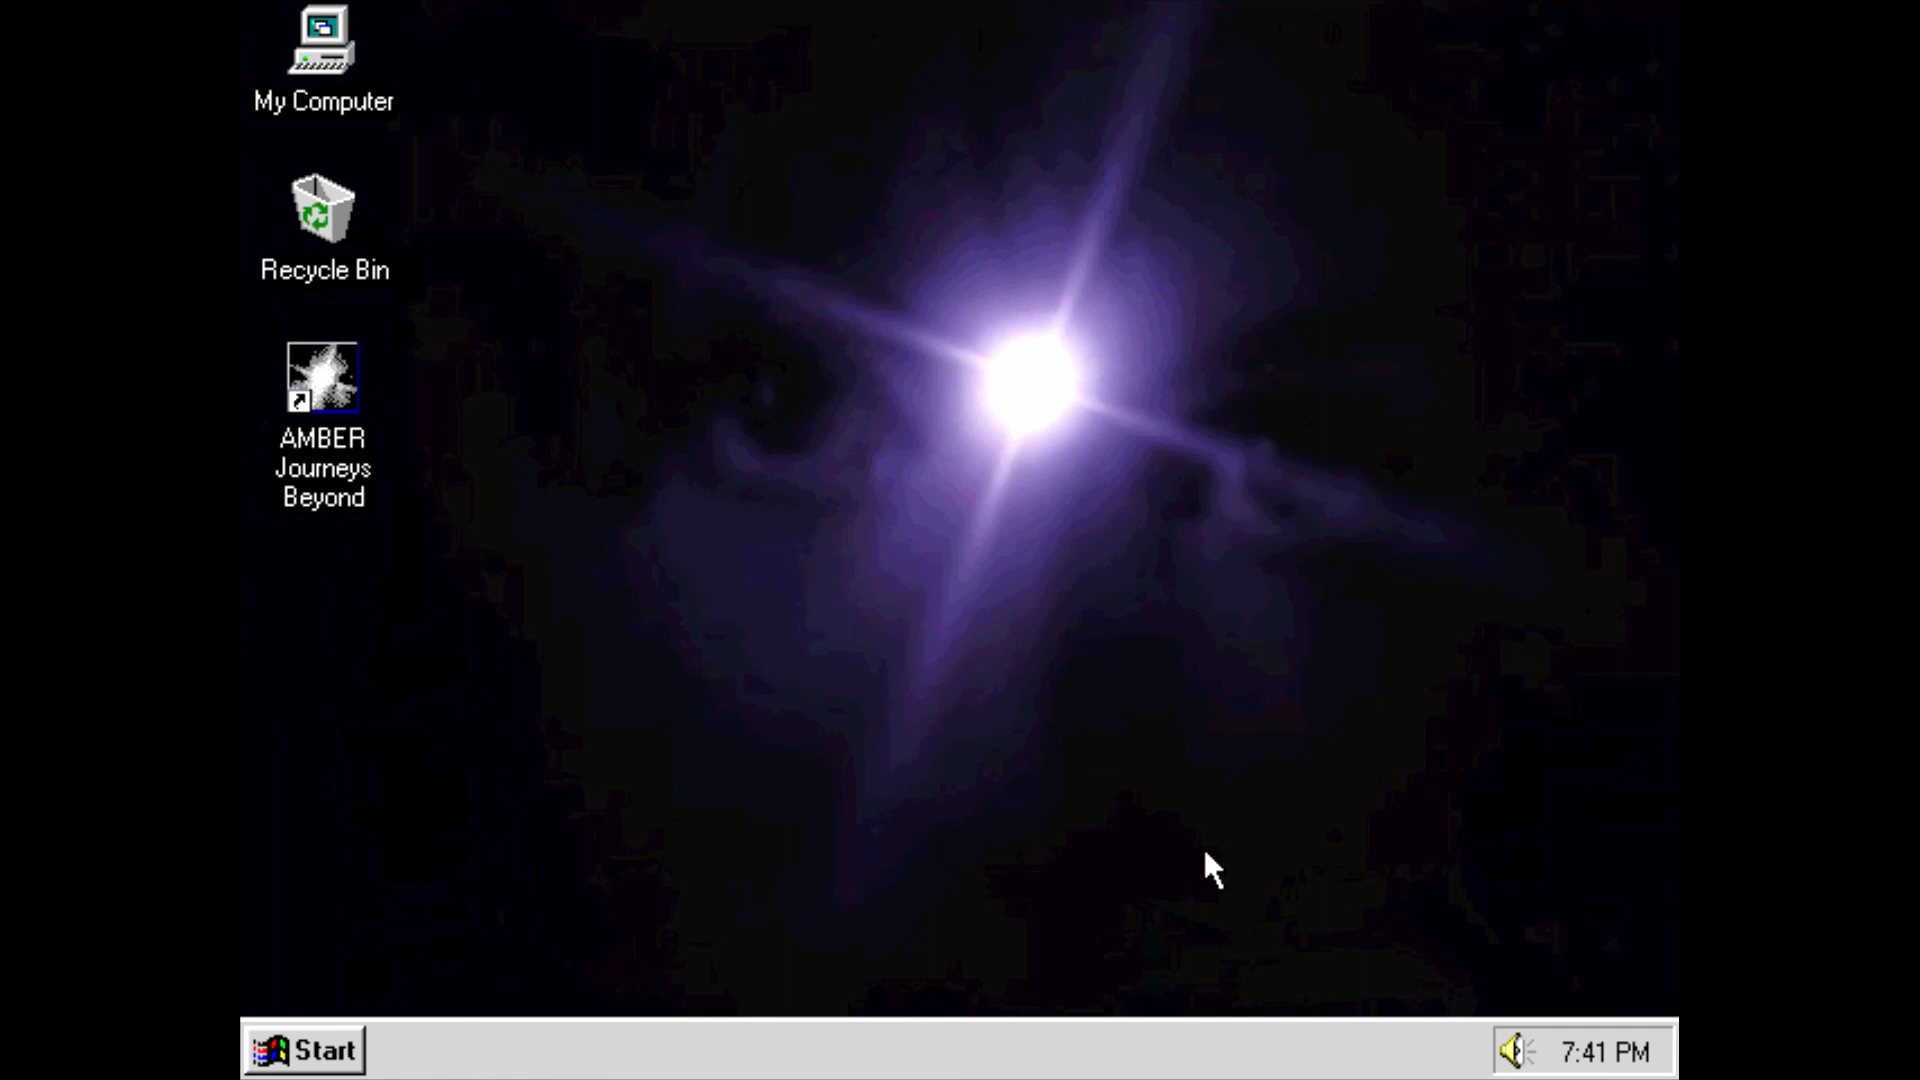 My Computer
Recycle Bin
AMBER
Journeys
Beyond
Start
7:41 PM